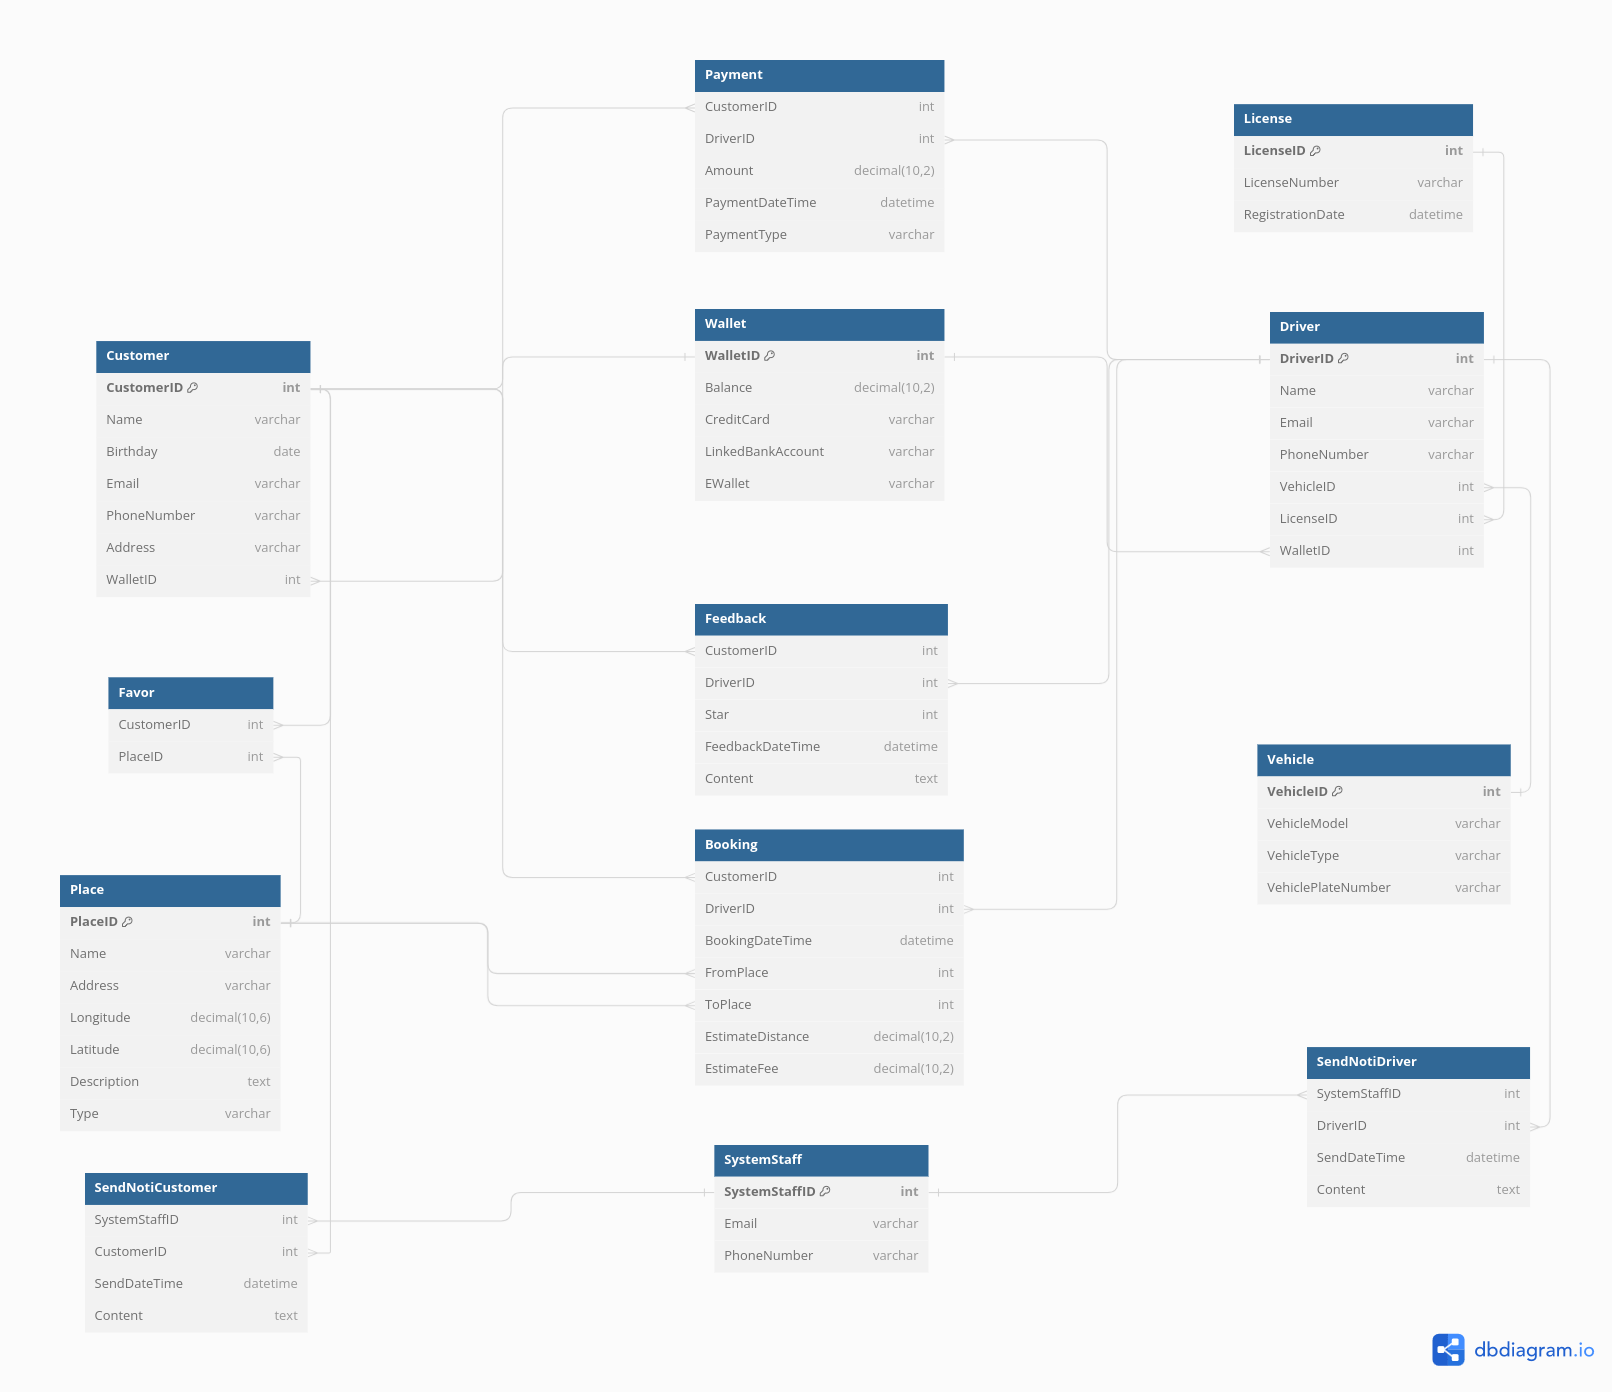 Payment
CustomerID int
DriverID int
Amount decimal(10,2)
PaymentDateTime datetime
PaymentType varchar
License
LicenseID int
LicenseNumber varchar
RegistrationDate datetime
Customer
CustomerID int
Name varchar
Birthday date
Email varchar
PhoneNumber varchar
Address varchar
WalletID int
Wallet
WalletID int
Balance decimal(10,2)
CreditCard varchar
LinkedBankAccount varchar
EWallet varchar
Driver
DriverID int
Name varchar
Email varchar
PhoneNumber varchar
VehicleID int
LicenseID int
WalletID int
Favor
CustomerID int
PlaceID int
Feedback
CustomerID int
DriverID int
Star int
FeedbackDateTime datetime
Content text
Vehicle
VehicleID int
VehicleModel varchar
VehicleType varchar
VehiclePlateNumber varchar
Place
PlaceID int
Name varchar
Address varchar
Longitude decimal(10,6)
Latitude decimal(10,6)
Description text
Type varchar
Booking
CustomerID int
DriverID int
BookingDateTime datetime
FromPlace int
ToPlace int
EstimateDistance decimal(10,2)
EstimateFee decimal(10,2)
SendNotiDriver
SystemStaffID int
DriverID int
SendDateTime datetime
Content text
SendNotiCustomer
SystemStaffID int
CustomerID int
SendDateTime datetime
Content text
SystemStaff
SystemStaffID int
Email varchar
PhoneNumber varchar
dbdiagram.io